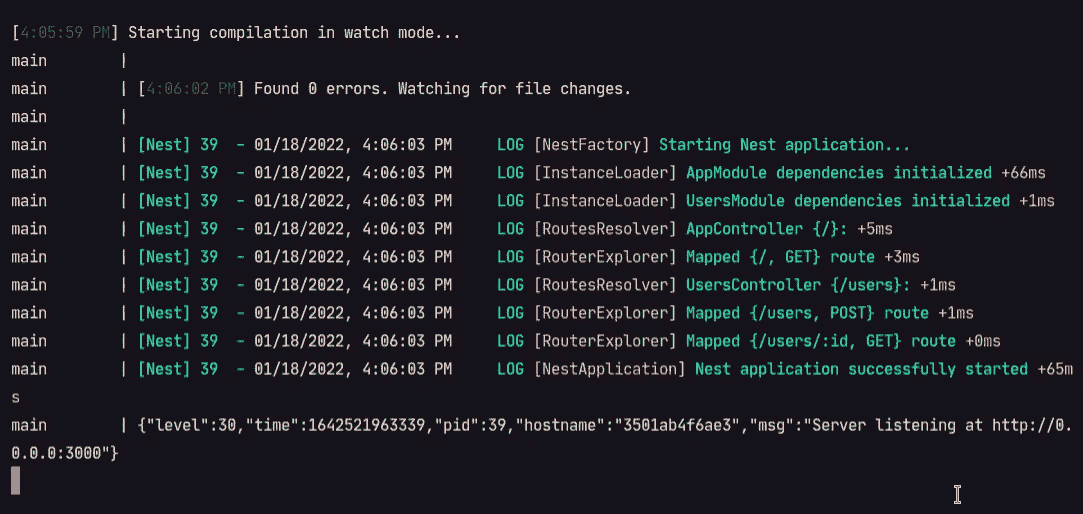 [4:05:59 PM] Starting compilation in watch mode...
main        |
main        | [4:06:02 PM] Found 0 errors. Watching for file changes.
main        |
main        | [Nest] 39  - 01/18/2022, 4:06:03 PM     LOG [NestFactory] Starting Nest application...
main        | [Nest] 39  - 01/18/2022, 4:06:03 PM     LOG [InstanceLoader] AppModule dependencies initialized +66ms
main        | [Nest] 39  - 01/18/2022, 4:06:03 PM     LOG [InstanceLoader] UsersModule dependencies initialized +1ms
main        | [Nest] 39  - 01/18/2022, 4:06:03 PM     LOG [RoutesResolver] AppController {/}: +5ms
main        | [Nest] 39  - 01/18/2022, 4:06:03 PM     LOG [RouterExplorer] Mapped {/, GET} route +3ms
main        | [Nest] 39  - 01/18/2022, 4:06:03 PM     LOG [RoutesResolver] UsersController {/users}: +1ms
main        | [Nest] 39  - 01/18/2022, 4:06:03 PM     LOG [RouterExplorer] Mapped {/users, POST} route +1ms
main        | [Nest] 39  - 01/18/2022, 4:06:03 PM     LOG [RouterExplorer] Mapped {/users/:id, GET} route +0ms
main        | [Nest] 39  - 01/18/2022, 4:06:03 PM     LOG [NestApplication] Nest application successfully started +65m
s
main        | {"level":30,"time":1642521963339,"pid":39,"hostname":"3501ab4f6ae3","msg":"Server listening at http://0.
0.0.0:3000"}